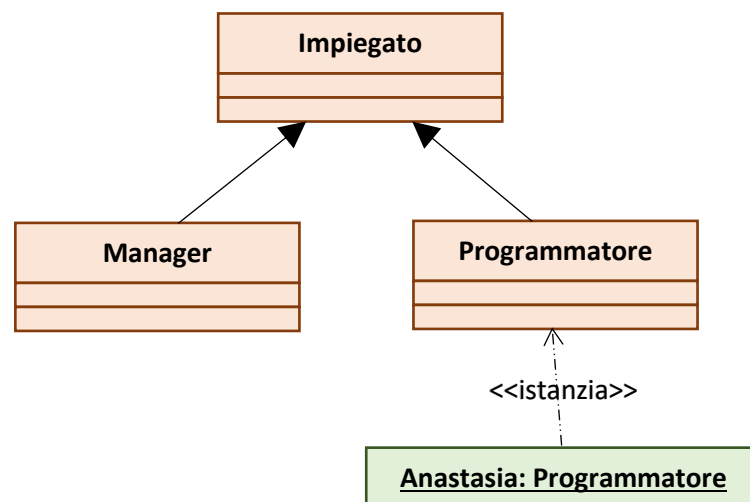 Impiegato
Manager
Programmatore
<<istanzia>>
Anastasia: Programmatore